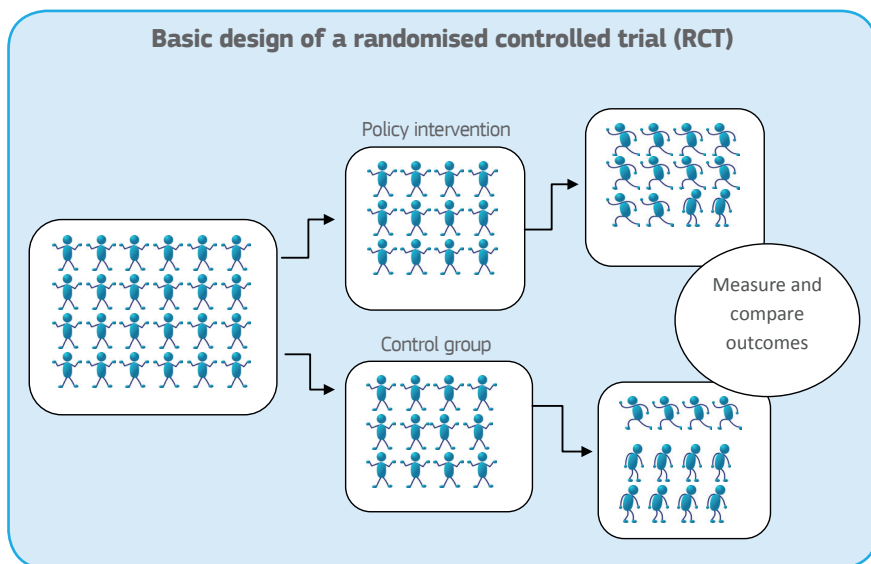 Basic design of a randomised controlled trial (RCT)
Policy intervention
Control group
Measure and
compare
outcomes